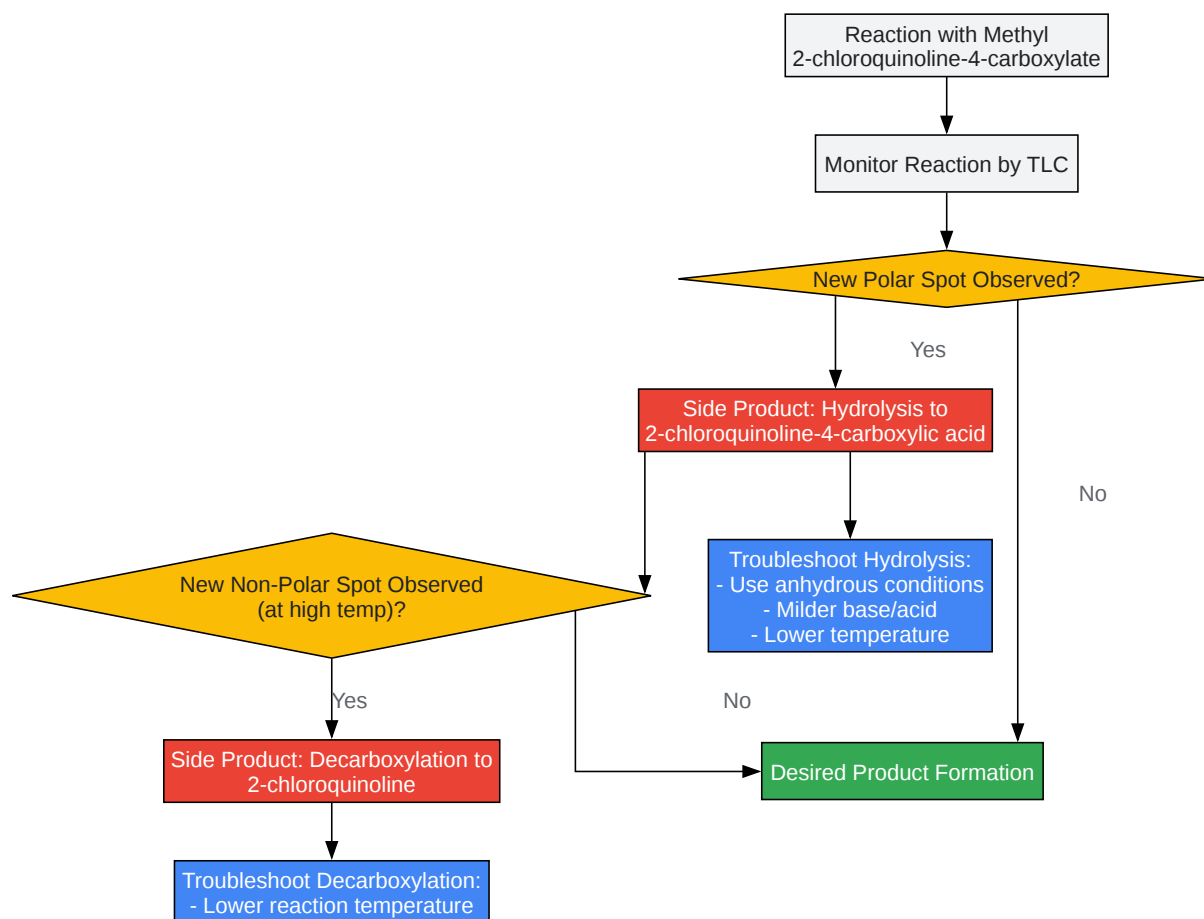 Reaction with Methyl
2-chloroquinoline-4-carboxylate
Monitor Reaction by TLC
New Polar Spot Observed?
Yes
Side Product: Hydrolysis to
2-chloroquinoline-4-carboxylic acid
No
Troubleshoot Hydrolysis:
- Use anhydrous conditions
- Milder base/acid
- Lower temperature
New Non-Polar Spot Observed
(at high temp)?
Yes
No
Side Product: Decarboxylation to
2-chloroquinoline
Desired Product Formation
Troubleshoot Decarboxylation:
- Lower reaction temperature